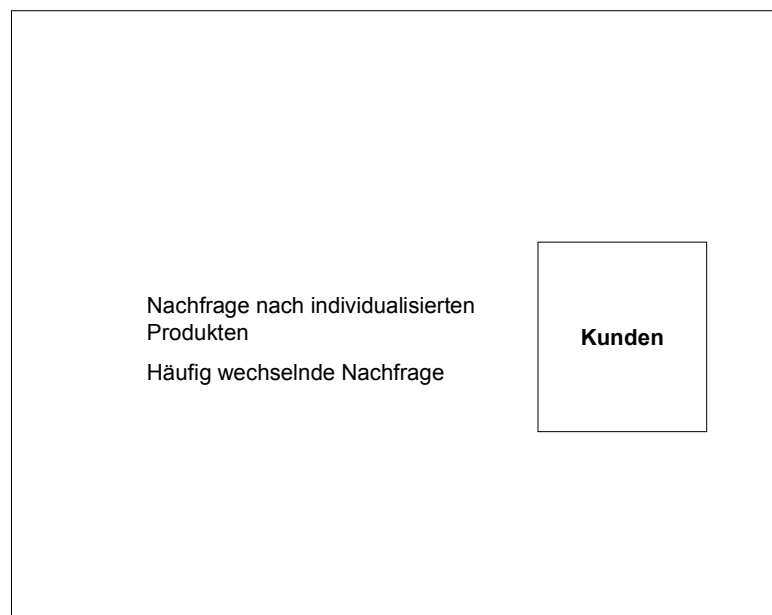 Nachfrage nach individualisierten
Produkten
Häufig wechselnde Nachfrage
Kunden